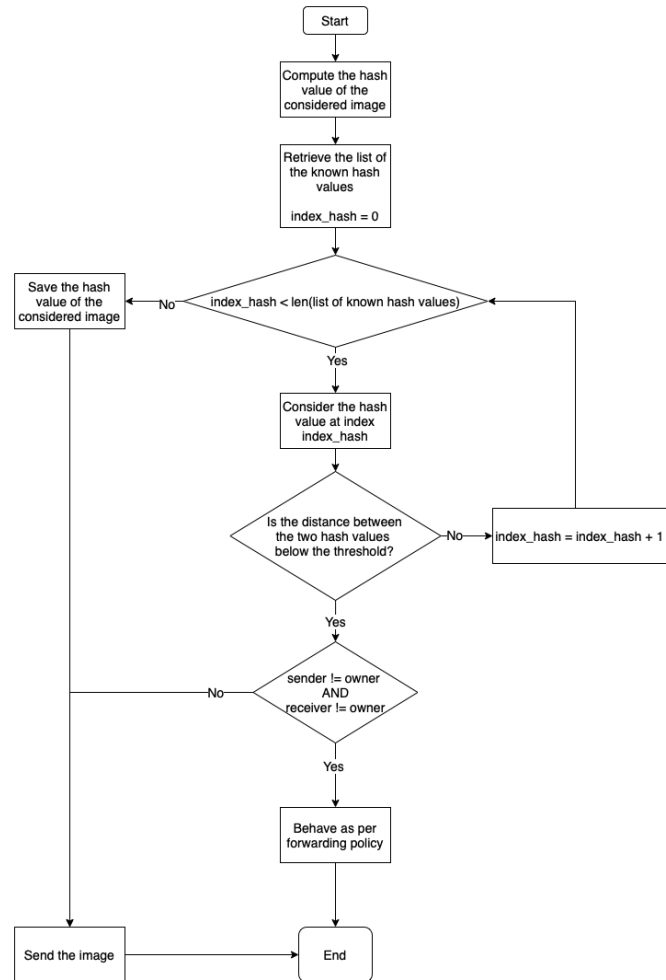 Start
Compute the hash
value of the
considered image
Retrieve the list of
the known hash
values
index_hash = 0
Save the hash
value of the
considered image
No
index_hash < len(list of known hash values)
Yes
Consider the hash
value at index
index_hash
Is the distance between
the two hash values
below the threshold?
No
index_hash = index_hash + 1
Yes
sender != owner
AND
receiver != owner
No
Yes
Behave as per
forwarding policy
Send the image
End